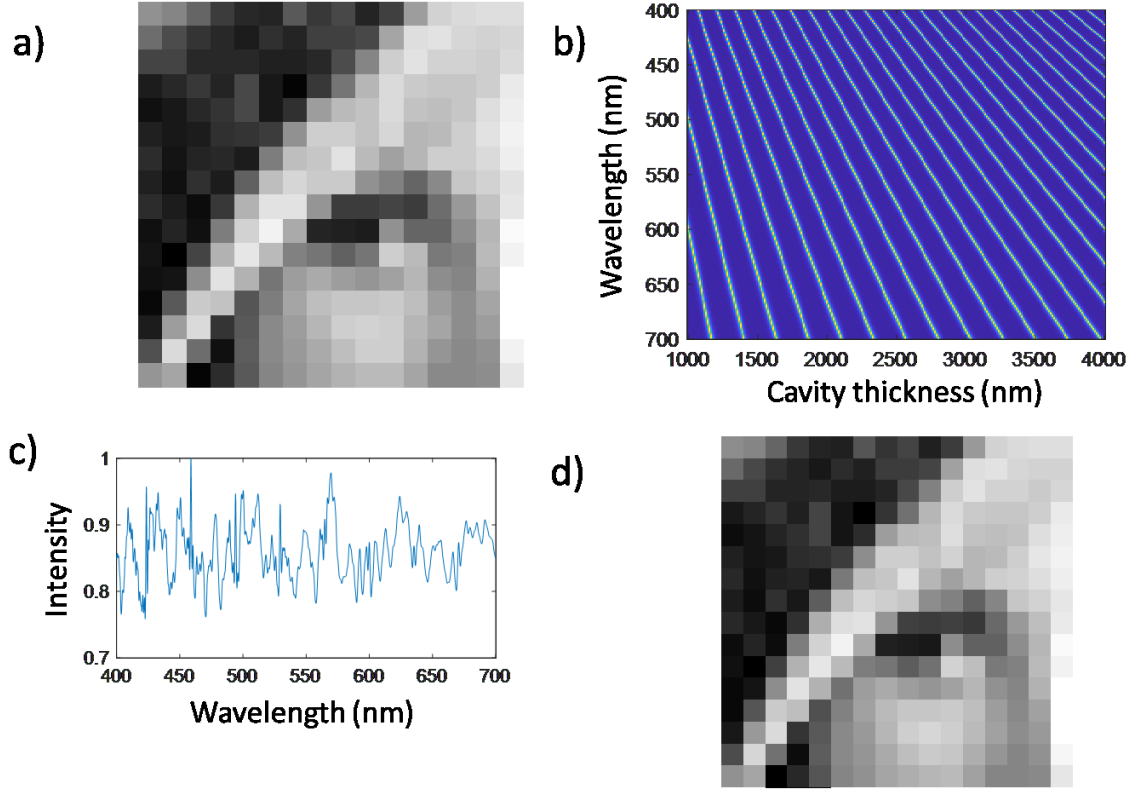 a)
b)
400
450
500
550
600
650
700
Wavelength (nm)
1000 1500 2000 2500 3000 3500 4000
Cavity thickness (nm)
c)
1
0.9
0.8
0.7
Intensity
400 450 500 550 600 650 700
Wavelength (nm)
d)